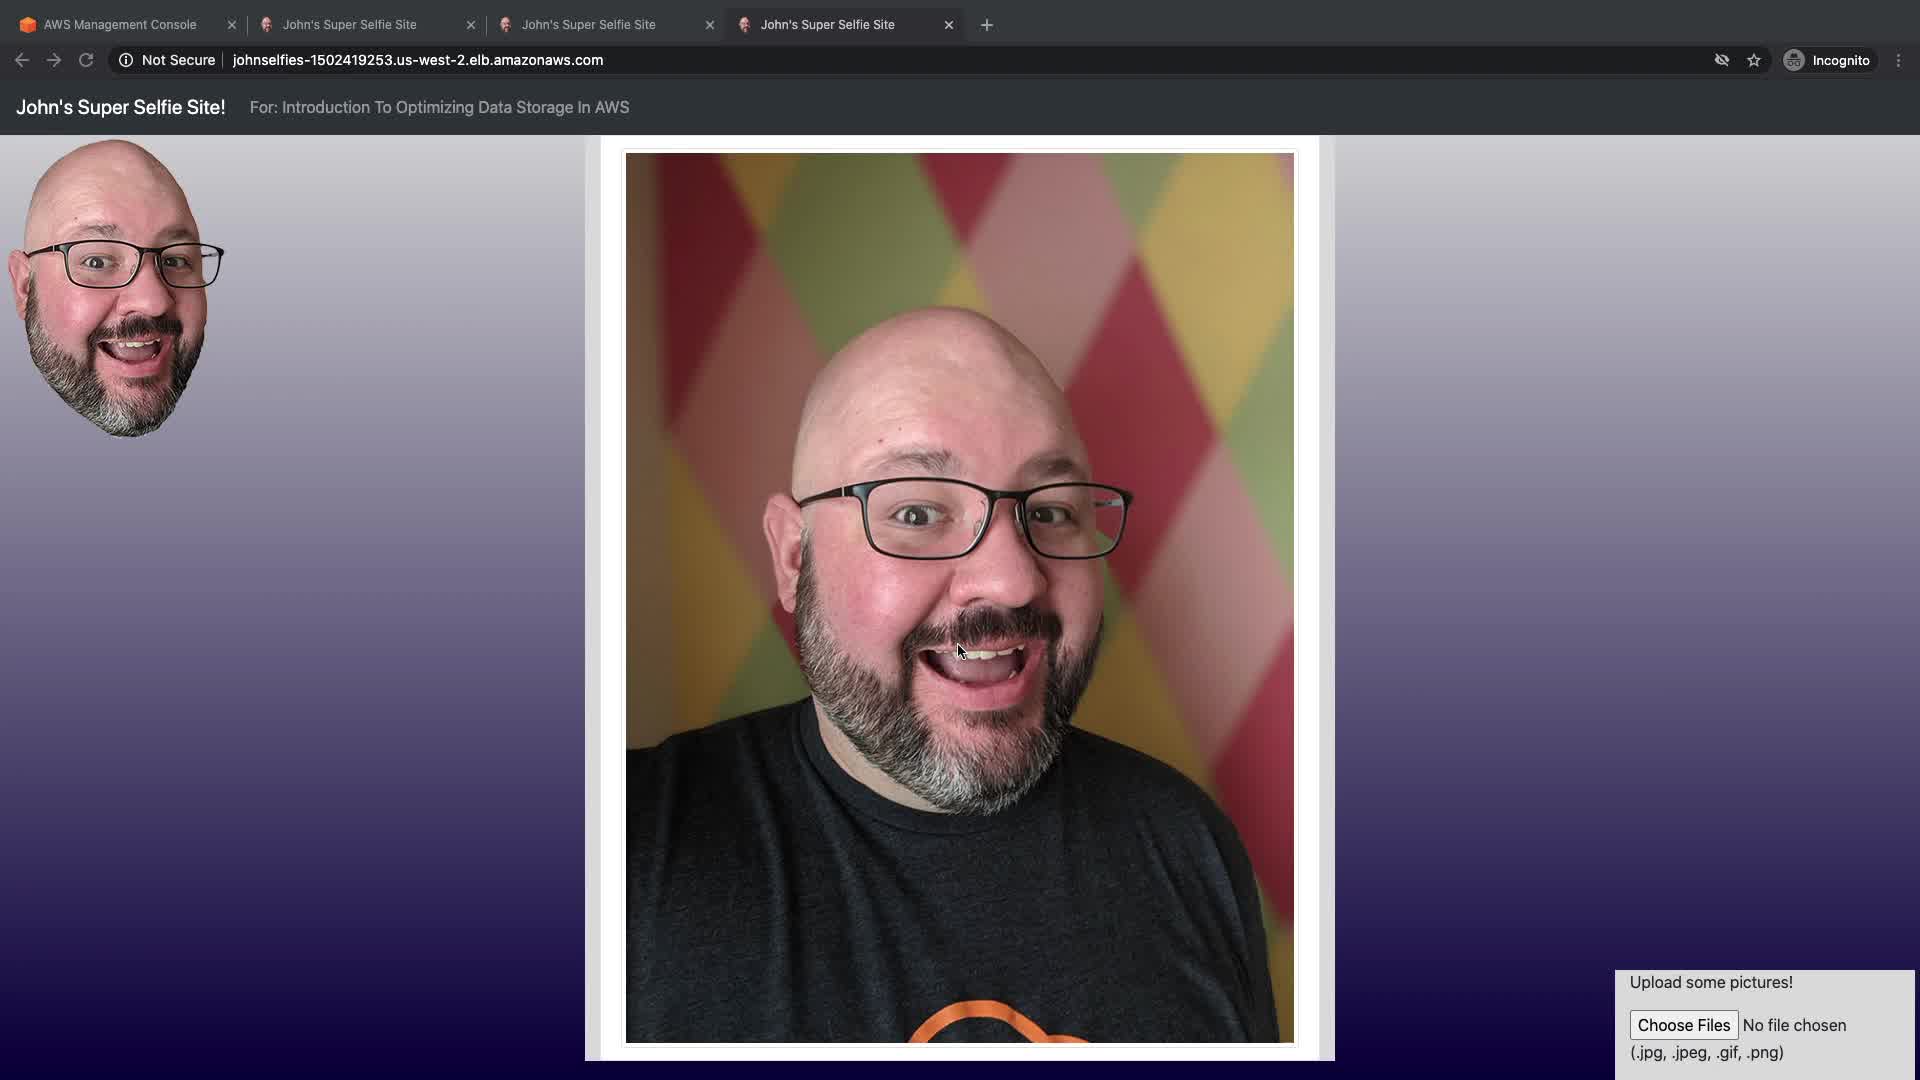 AWS Management Console
John's Super Selfie Site
John's Super Selfie Site
John's Super Selfie Site
Not Secure
johnselfies-1502419253.us-west-2.elb.amazonaws.com
Incognito
John's Super Selfie Site!
For: Introduction To Optimizing Data Storage In AWS
Upload some pictures!
Choose Files No file chosen
(.jpg, .jpeg, .gif, .png)